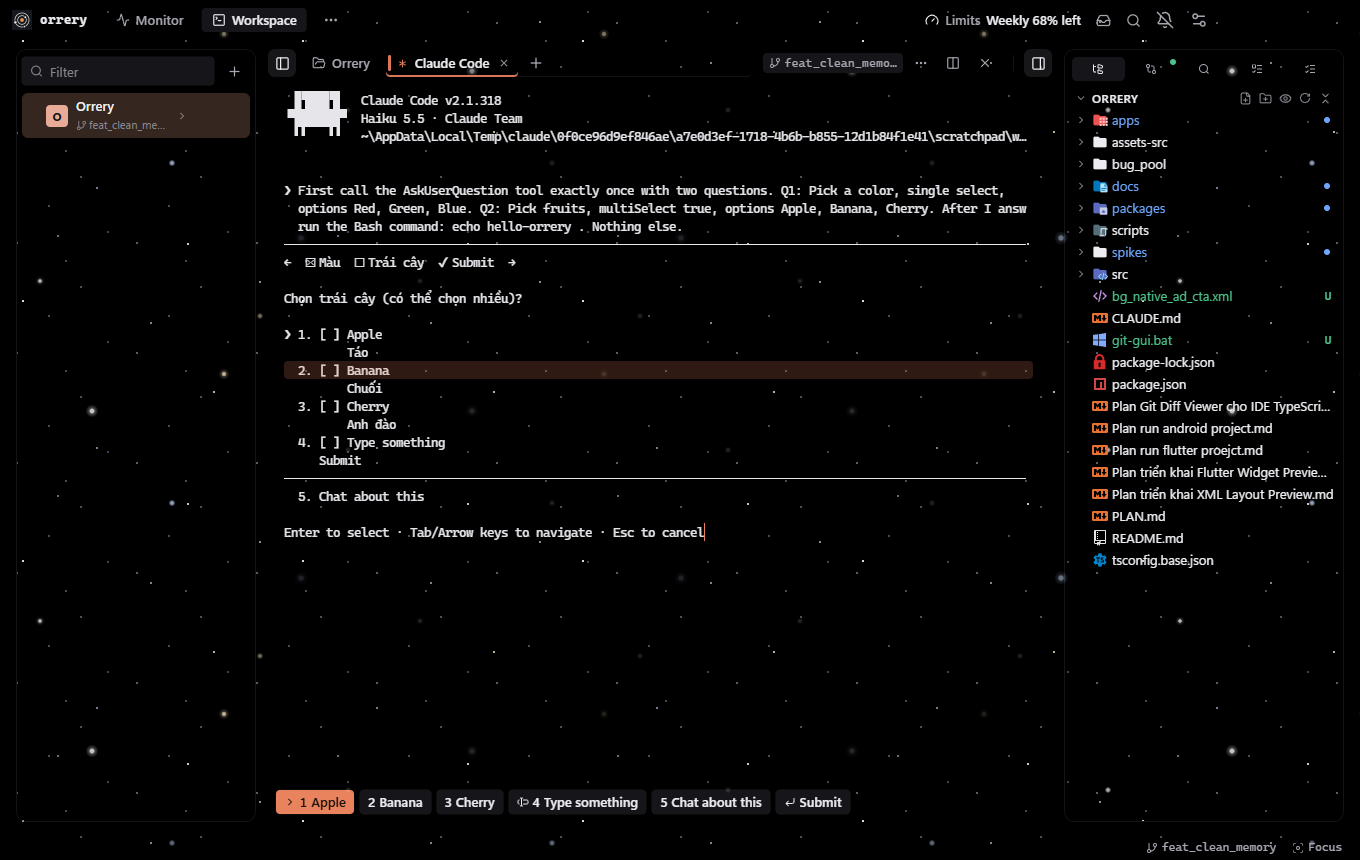 orrery
Monitor
Workspace
Limits Weekly 68% left
Filter
Orrery
feat_clean_me...
O
Orrery
Claude Code
feat_clean_memo...
Claude Code v2.1.318
Haiku 5.5 · Claude Team
~\AppData\Local\Temp\claude\0f0ce96d9ef846ae\a7e0d3ef-1718-4b6b-b855-12d1b84f1e41\scratchpad\w...
❯ First call the AskUserQuestion tool exactly once with two questions. Q1: Pick a color, single select,
options Red, Green, Blue. Q2: Pick fruits, multiSelect true, options Apple, Banana, Cherry. After I answ
run the Bash command: echo hello-orrery . Nothing else.
← ☒ Màu ☐ Trái cây ✓ Submit →
Chọn trái cây (có thể chọn nhiều)?
❯ 1. [ ] Apple
Táo
2. [ ] Banana
Chuối
3. [ ] Cherry
Anh đào
4. [ ] Type something
Submit
5. Chat about this
Enter to select · Tab/Arrow keys to navigate · Esc to cancel
1 Apple
2 Banana
3 Cherry
4 Type something
5 Chat about this
Submit
ORRERY
apps
assets-src
bug_pool
docs
packages
scripts
spikes
src
bg_native_ad_cta.xml U
CLAUDE.md
git-gui.bat U
package-lock.json
package.json
Plan Git Diff Viewer cho IDE TypeScri...
Plan run android project.md
Plan run flutter proejct.md
Plan triển khai Flutter Widget Previe...
Plan triển khai XML Layout Preview.md
PLAN.md
README.md
tsconfig.base.json
feat_clean_memory
Focus